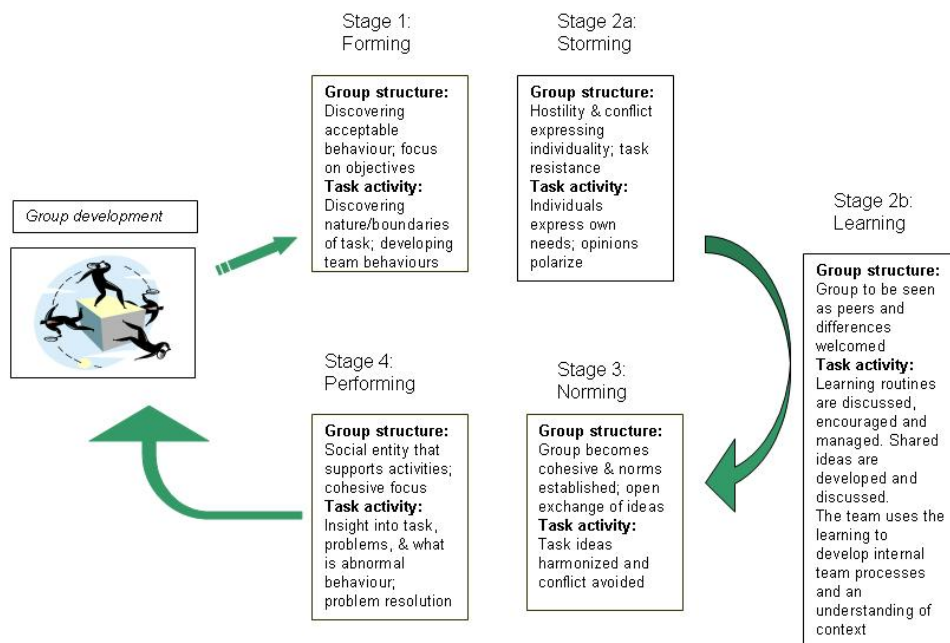 Stage 1:
Forming
Group structure:
Discovering
acceptable
behaviour; focus
on objectives
Task activity:
Discovering
nature/boundaries
of task; developing
team behaviours
Stage 2a:
Storming
Group structure:
Hostility & conflict
expressing
individuality; task
resistance
Task activity:
Individuals
express own
needs; opinions
polarize
Stage 2b:
Learning
Group structure:
Group to be seen
as peers and
differences
welcomed
Task activity:
Learning routines
are discussed,
encouraged and
managed. Shared
ideas are
developed and
discussed.
The team uses the
learning to
develop internal
team processes
and an
understanding of
context
Stage 3:
Norming
Group structure:
Group becomes
cohesive & norms
established; open
exchange of ideas
Task activity:
Task ideas
harmonized and
conflict avoided
Stage 4:
Performing
Group structure:
Social entity that
supports activities;
cohesive focus
Task activity:
Insight into task,
problems, & what
is abnormal
behaviour;
problem resolution
Group development